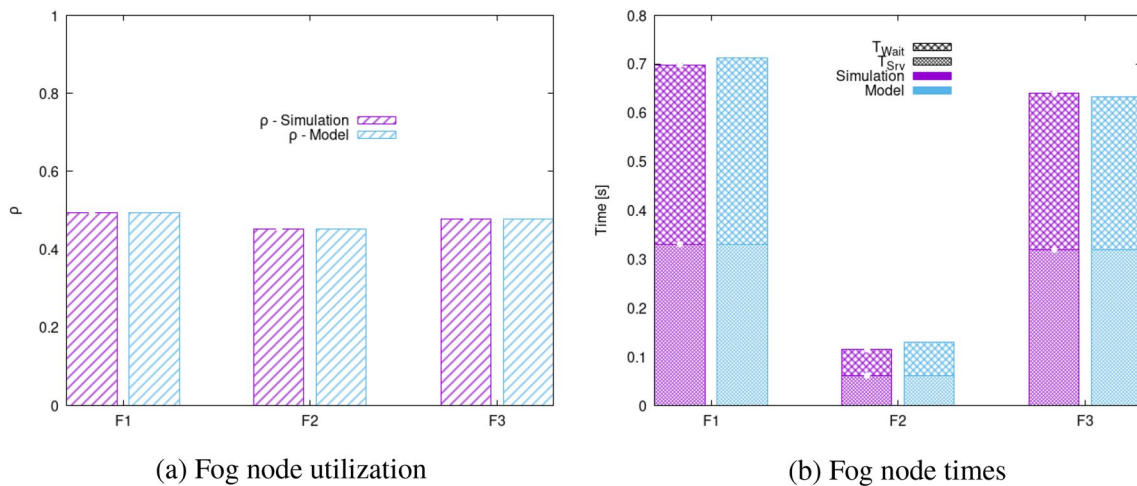 1
0.8
0.6
0.4
0.2
0
ρ
ρ - Simulation
ρ - Model
F1 F2 F3
(a) Fog node utilization
0.8
0.7
0.6
0.5
0.4
0.3
0.2
0.1
0
Time [s]
T_Wait
T_Srv
Simulation
Model
F1 F2 F3
(b) Fog node times